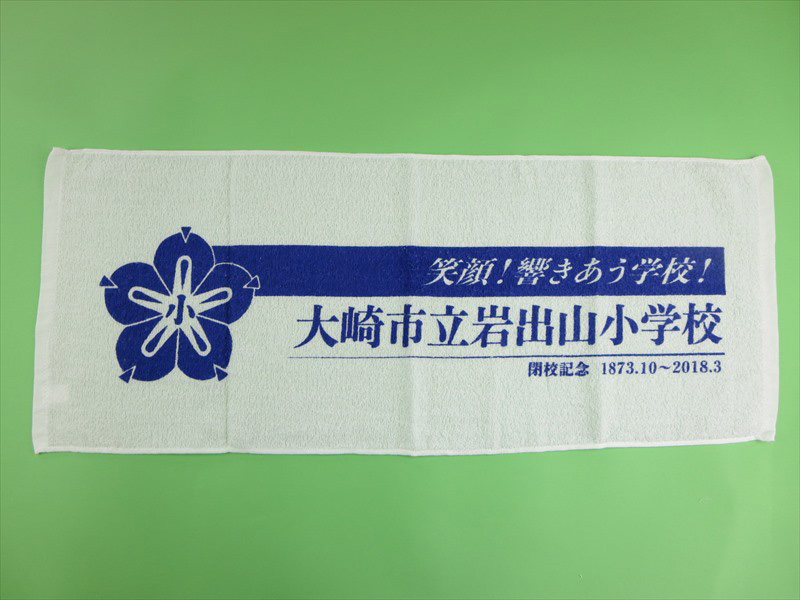 笑顔！響きあう学校！
小
大崎市立岩出山小学校
閉校記念 1873.10～2018.3